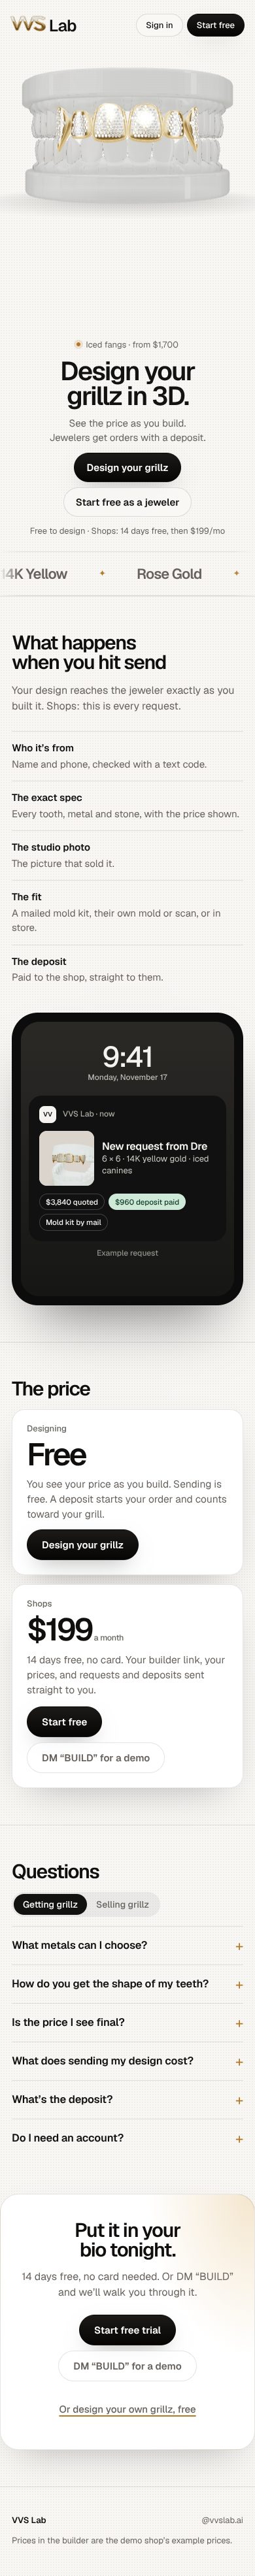 VVS Lab
Sign in
Start free
Iced fangs · from $1,700
Design your
grillz in 3D.
See the price as you build.
Jewelers get orders with a deposit.
Design your grillz
Start free as a jeweler
Free to design · Shops: 14 days free, then $199/mo
14K Yellow ✦ Rose Gold ✦
What happens
when you hit send
Your design reaches the jeweler exactly as you
built it. Shops: this is every request.
Who it’s from
Name and phone, checked with a text code.
The exact spec
Every tooth, metal and stone, with the price shown.
The studio photo
The picture that sold it.
The fit
A mailed mold kit, their own mold or scan, or in
store.
The deposit
Paid to the shop, straight to them.
9:41
Monday, November 17
VV
VVS Lab · now
New request from Dre
6 × 6 · 14K yellow gold · iced
canines
$3,840 quoted
$960 deposit paid
Mold kit by mail
Example request
The price
Designing
Free
You see your price as you build. Sending is
free. A deposit starts your order and counts
toward your grill.
Design your grillz
Shops
$199 a month
14 days free, no card. Your builder link, your
prices, and requests and deposits sent
straight to you.
Start free
DM “BUILD” for a demo
Questions
Getting grillz
Selling grillz
What metals can I choose? +
How do you get the shape of my teeth? +
Is the price I see final? +
What does sending my design cost? +
What’s the deposit? +
Do I need an account? +
Put it in your
bio tonight.
14 days free, no card needed. Or DM “BUILD”
and we’ll walk you through it.
Start free trial
DM “BUILD” for a demo
Or design your own grillz, free
VVS Lab
@vvslab.ai
Prices in the builder are the demo shop’s example prices.